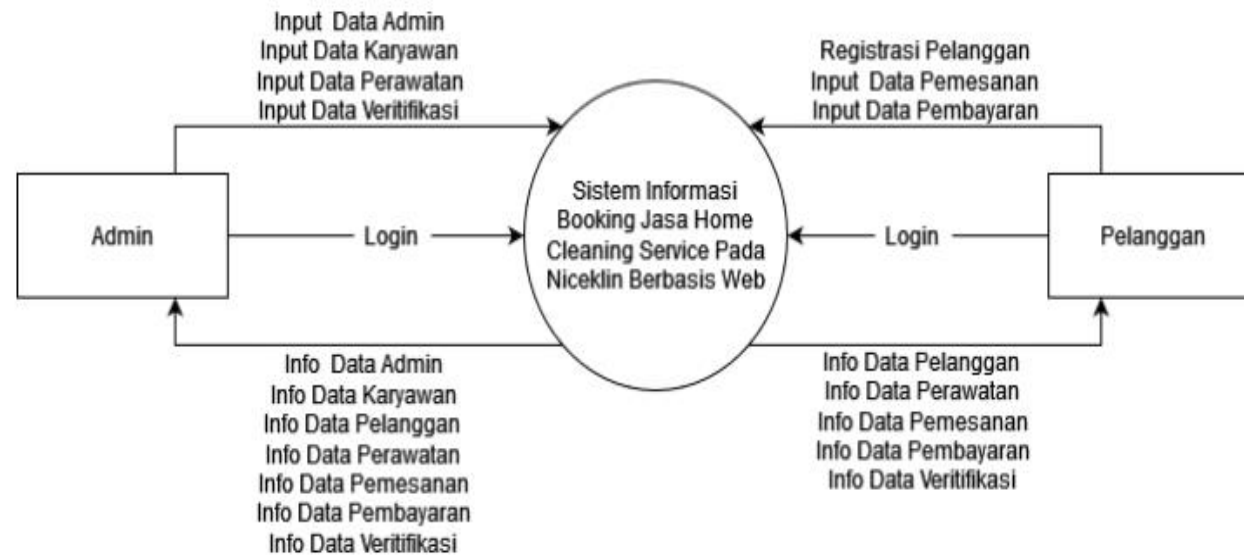 Input Data Admin
Input Data Karyawan
Input Data Perawatan
Input Data Veritifikasi
Registrasi Pelanggan
Input Data Pemesanan
Input Data Pembayaran
Admin
Login
Sistem Informasi
Booking Jasa Home
Cleaning Service Pada
Niceklin Berbasis Web
Login
Pelanggan
Info Data Admin
Info Data Karyawan
Info Data Pelanggan
Info Data Perawatan
Info Data Pemesanan
Info Data Pembayaran
Info Data Veritifikasi
Info Data Pelanggan
Info Data Perawatan
Info Data Pemesanan
Info Data Pembayaran
Info Data Veritifikasi